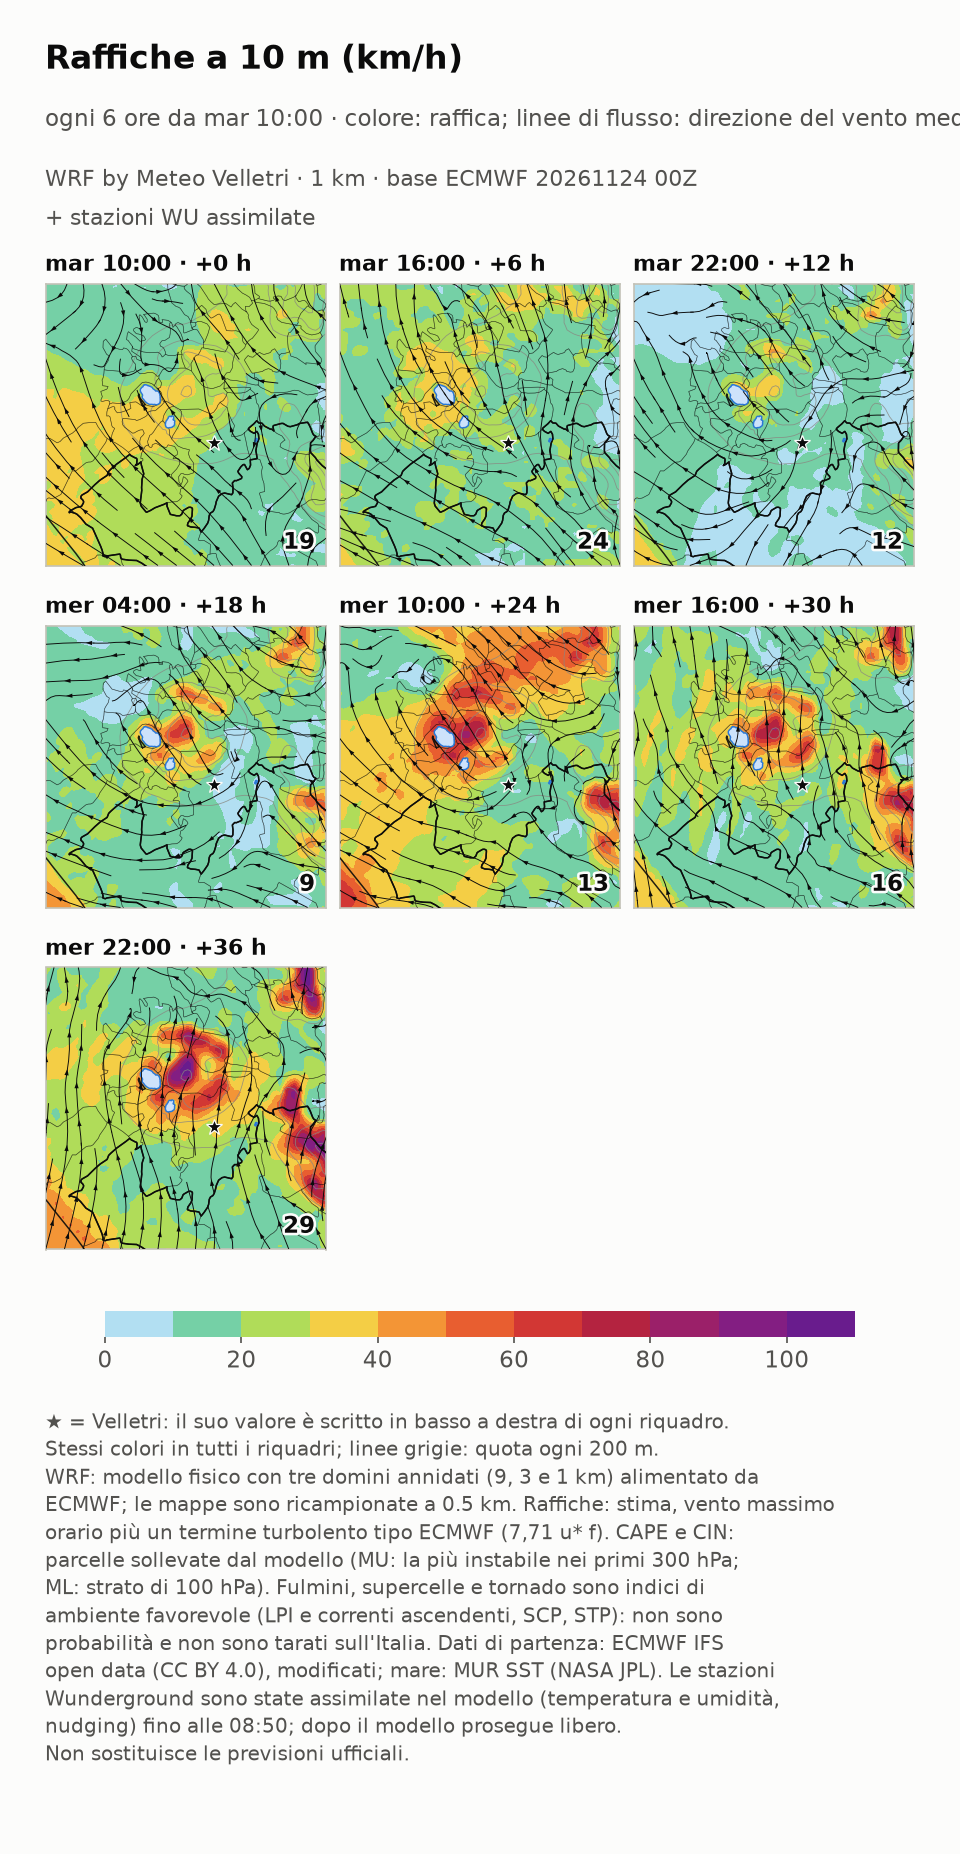 Raffiche a 10 m (km/h)
ogni 6 ore da mar 10:00 · colore: raffica; linee di flusso: direzione del vento
WRF by Meteo Velletri · 1 km · base ECMWF 20261124 00Z
+ stazioni WU assimilate
mar 10:00 · +0 h
mar 16:00 · +6 h
mar 22:00 · +12 h
19
24
12
mer 04:00 · +18 h
mer 10:00 · +24 h
mer 16:00 · +30 h
9
13
16
mer 22:00 · +36 h
29
0 20 40 60 80 100
★ = Velletri: il suo valore è scritto in basso a destra di ogni riquadro.
Stessi colori in tutti i riquadri; linee grigie: quota ogni 200 m.
WRF: modello fisico con tre domini annidati (9, 3 e 1 km) alimentato da
ECMWF; le mappe sono ricampionate a 0.5 km. Raffiche: stima, vento massimo
orario più un termine turbolento tipo ECMWF (7,71 u* f). CAPE e CIN:
parcelle sollevate dal modello (MU: la più instabile nei primi 300 hPa;
ML: strato di 100 hPa). Fulmini, supercelle e tornado sono indici di
ambiente favorevole (LPI e correnti ascendenti, SCP, STP): non sono
probabilità e non sono tarati sull'Italia. Dati di partenza: ECMWF IFS
open data (CC BY 4.0), modificati; mare: MUR SST (NASA JPL). Le stazioni
Wunderground sono state assimilate nel modello (temperatura e umidità,
nudging) fino alle 08:50; dopo il modello prosegue libero.
Non sostituisce le previsioni ufficiali.